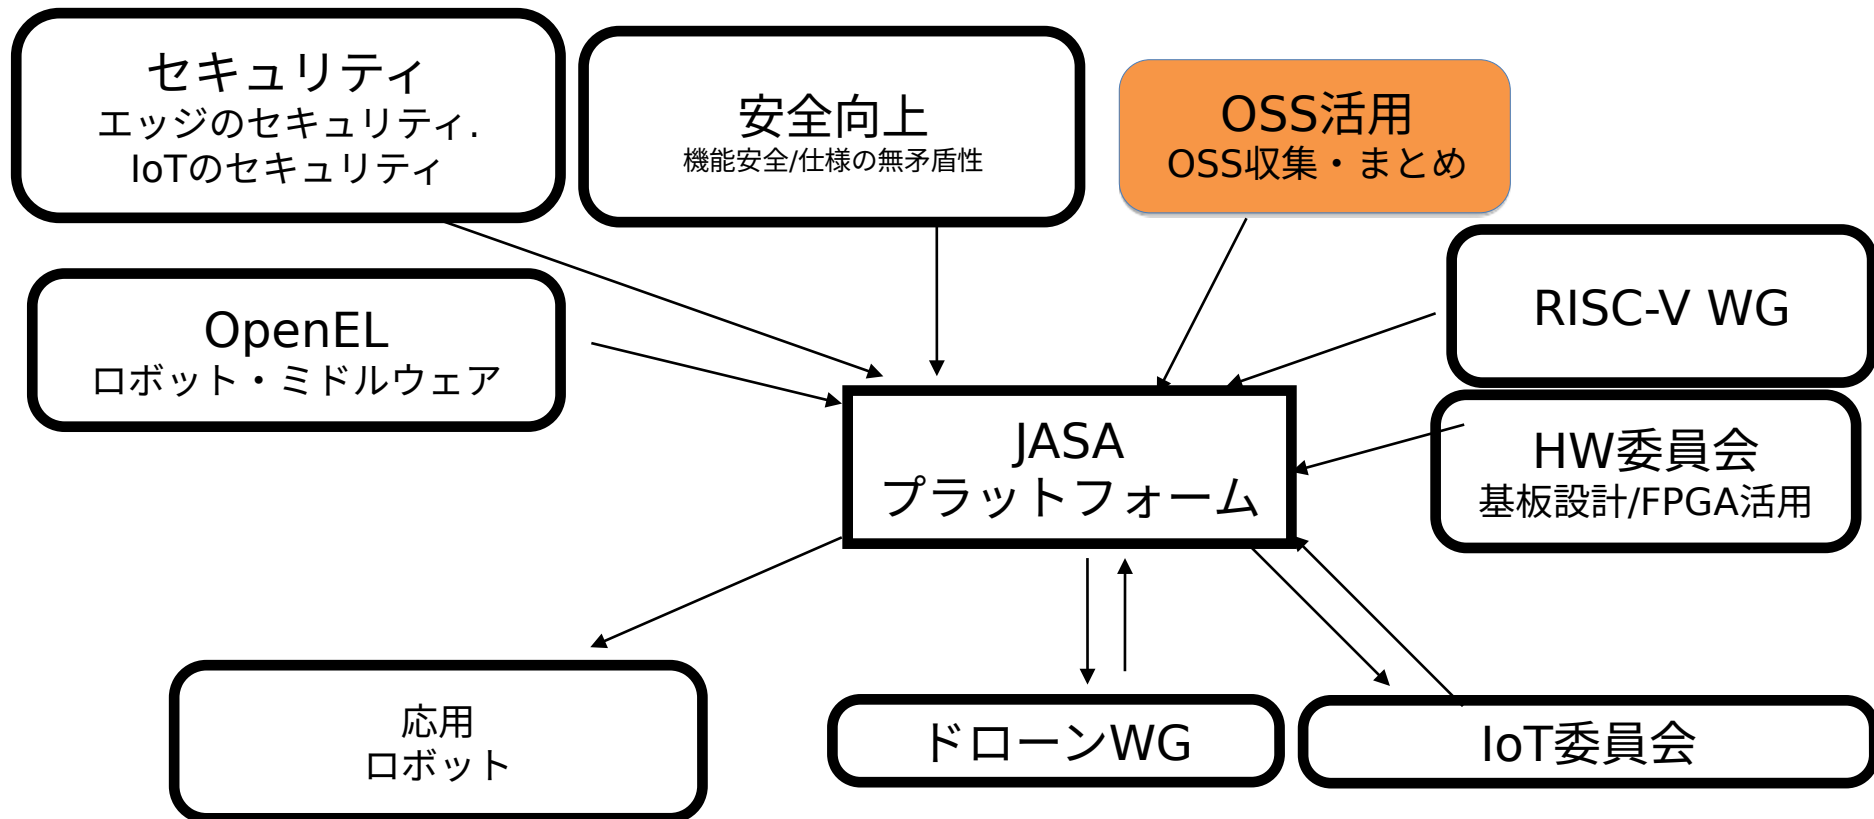 セキュリティ
エッジのセキュリティ.
IoTのセキュリティ
安全向上
機能安全/仕様の無矛盾性
OSS活用
OSS収集・まとめ
OpenEL
ロボット・ミドルウェア
RISC-V WG
JASA
プラットフォーム
HW委員会
基板設計/FPGA活用
応用
ロボット
ドローンWG
IoT委員会